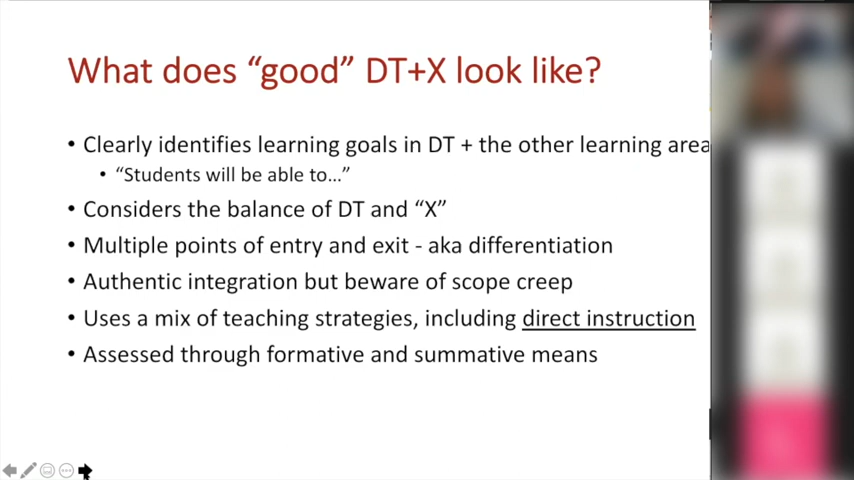 What does “good” DT+X look like?
• Clearly identifies learning goals in DT + the other learning area
• “Students will be able to…”
• Considers the balance of DT and “X”
• Multiple points of entry and exit - aka differentiation
• Authentic integration but beware of scope creep
• Uses a mix of teaching strategies, including direct instruction
• Assessed through formative and summative means